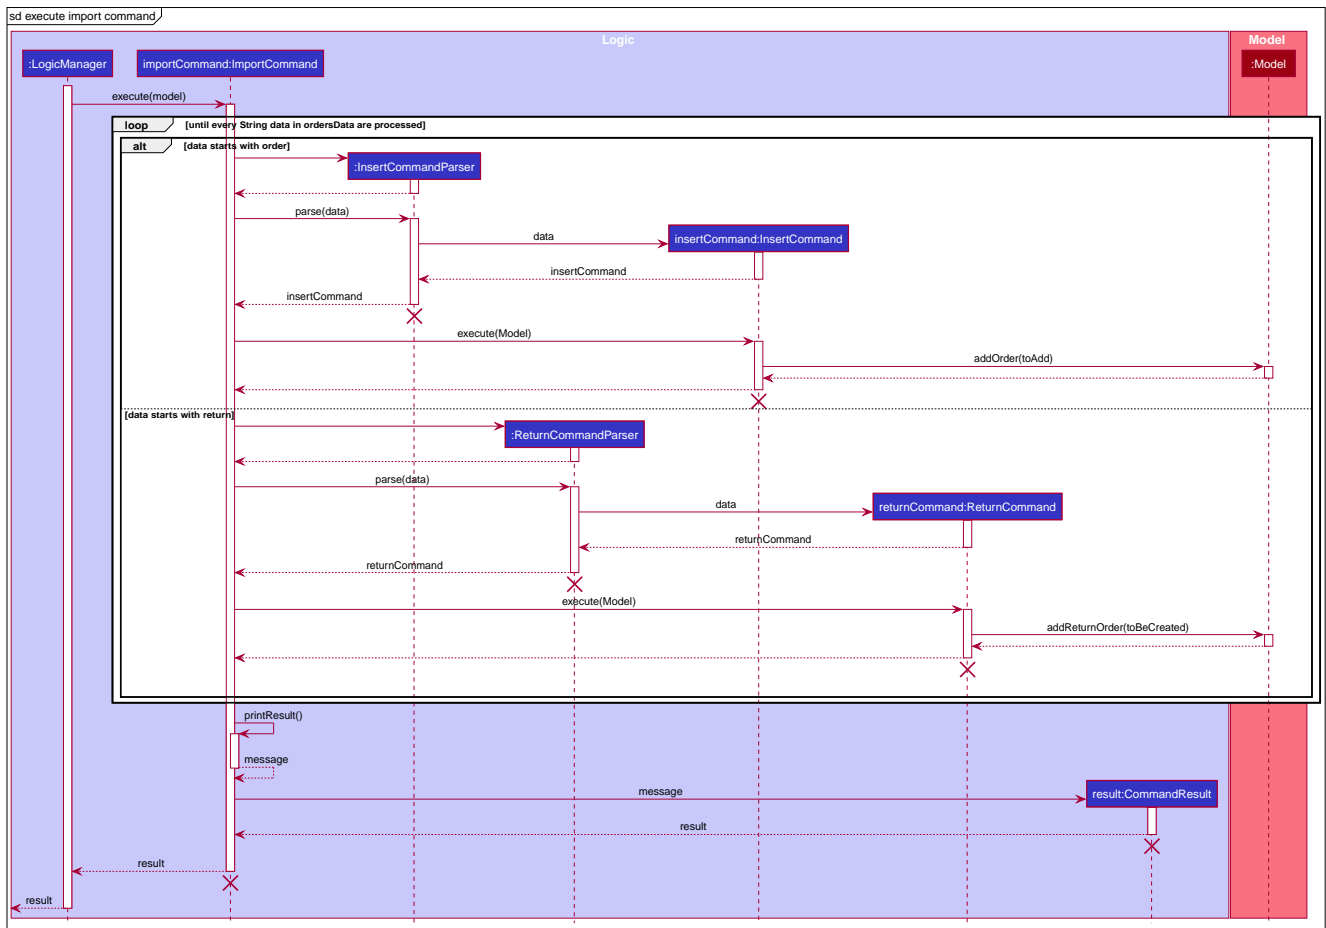 sd execute import command
Logic
Model
:LogicManager
importCommand:ImportCommand
:Model
execute(model)
loop
[until every String data in ordersData are processed]
alt
[data starts with order]
:InsertCommandParser
parse(data)
data
insertCommand:InsertCommand
insertCommand
insertCommand
execute(Model)
addOrder(toAdd)
[data starts with return]
:ReturnCommandParser
parse(data)
data
returnCommand:ReturnCommand
returnCommand
returnCommand
execute(Model)
addReturnOrder(toBeCreated)
printResult()
message
message
result:CommandResult
result
result
result